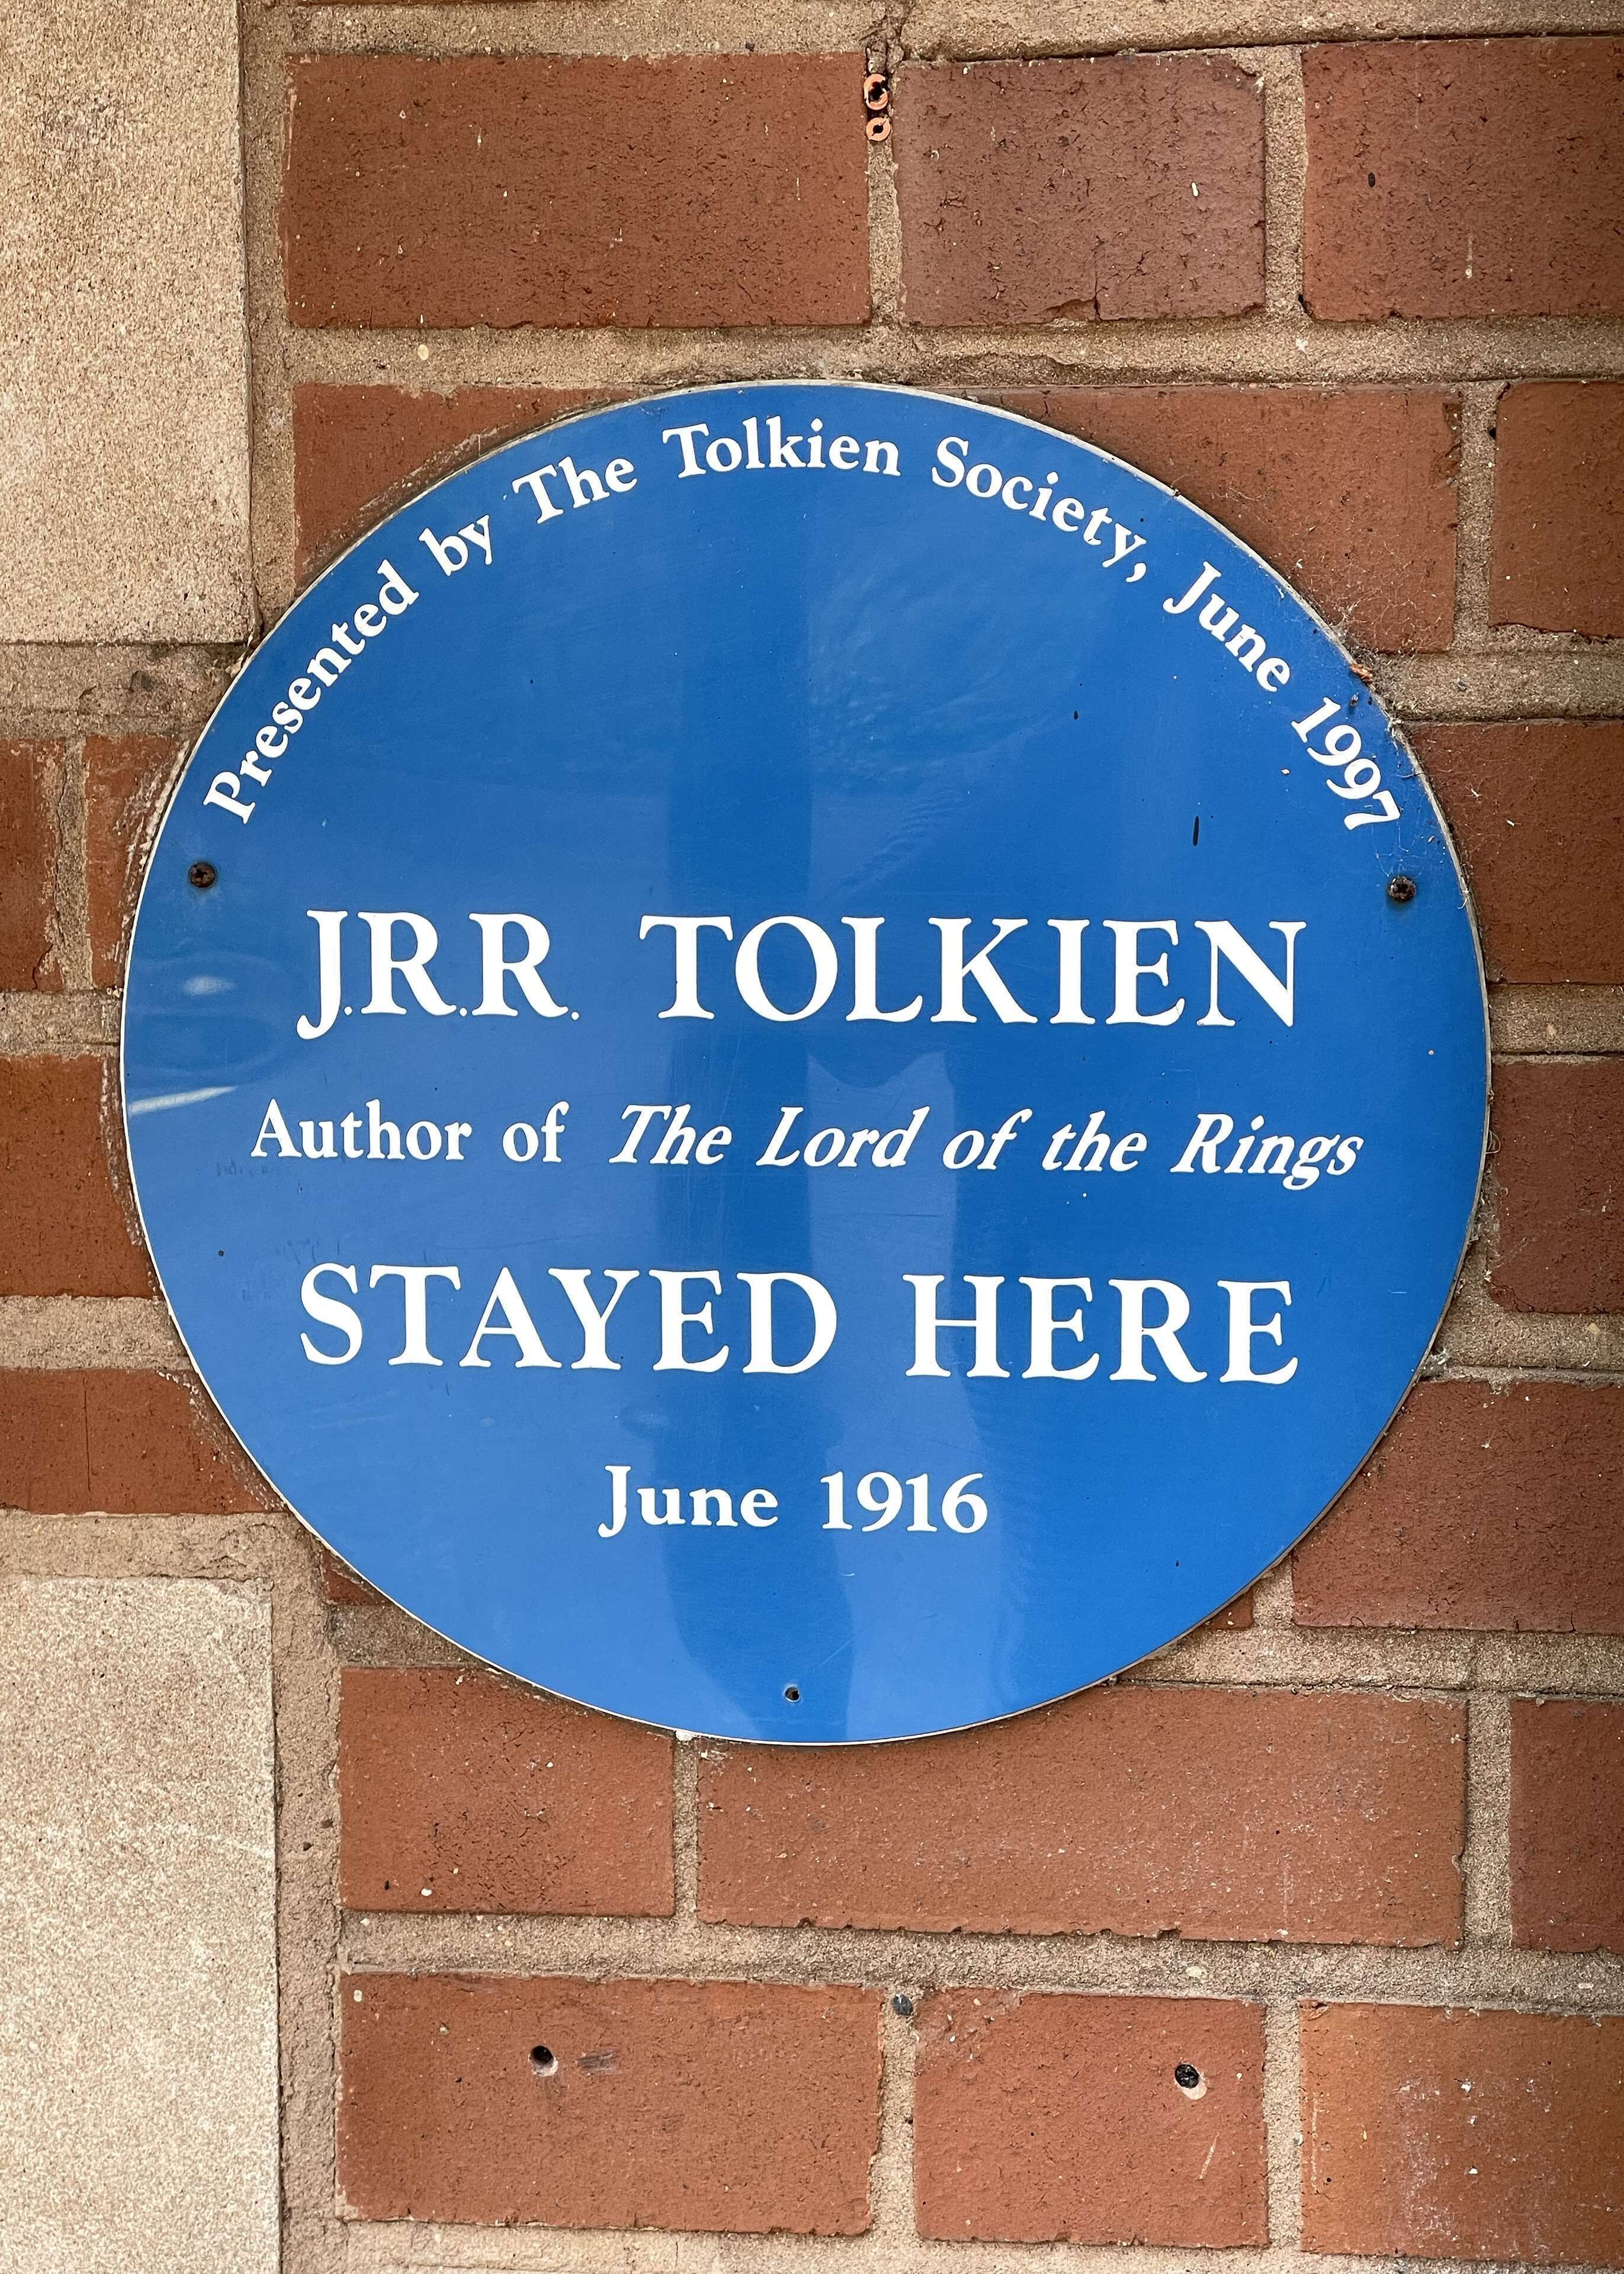 Presented by The Tolkien Society, June 1997
J.R.R. TOLKIEN
Author of The Lord of the Rings
STAYED HERE
June 1916